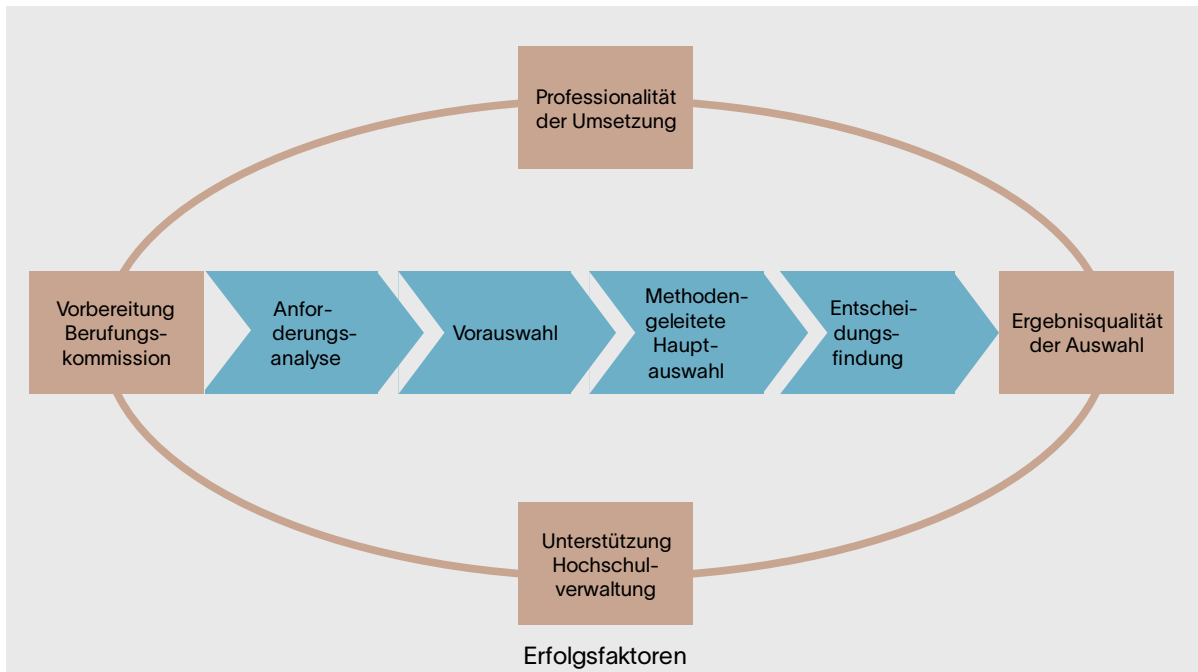 Professionalität
der Umsetzung
Vorbereitung
Berufungs-
kommission
Anfor-
derungs-
analyse
Vorauswahl
Methoden-
geleitete
Haupt-
auswahl
Entschei-
dungs-
findung
Ergebnisqualität
der Auswahl
Unterstützung
Hochschul-
verwaltung
Erfolgsfaktoren